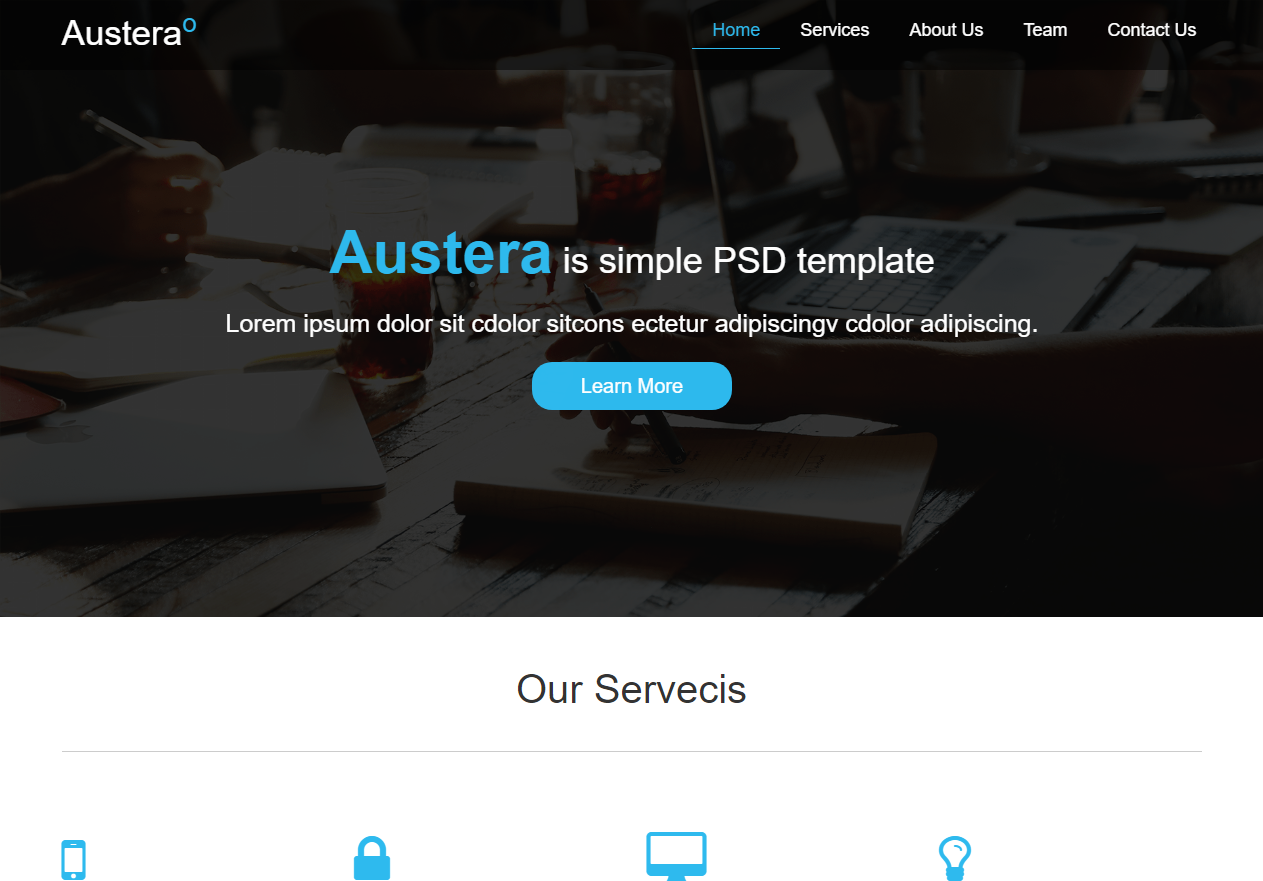 Austeraᴼ
Home Services About Us Team Contact Us
Austera is simple PSD template
Lorem ipsum dolor sit cdolor sitcons ectetur adipiscingv cdolor adipiscing.
Learn More
Our Servecis